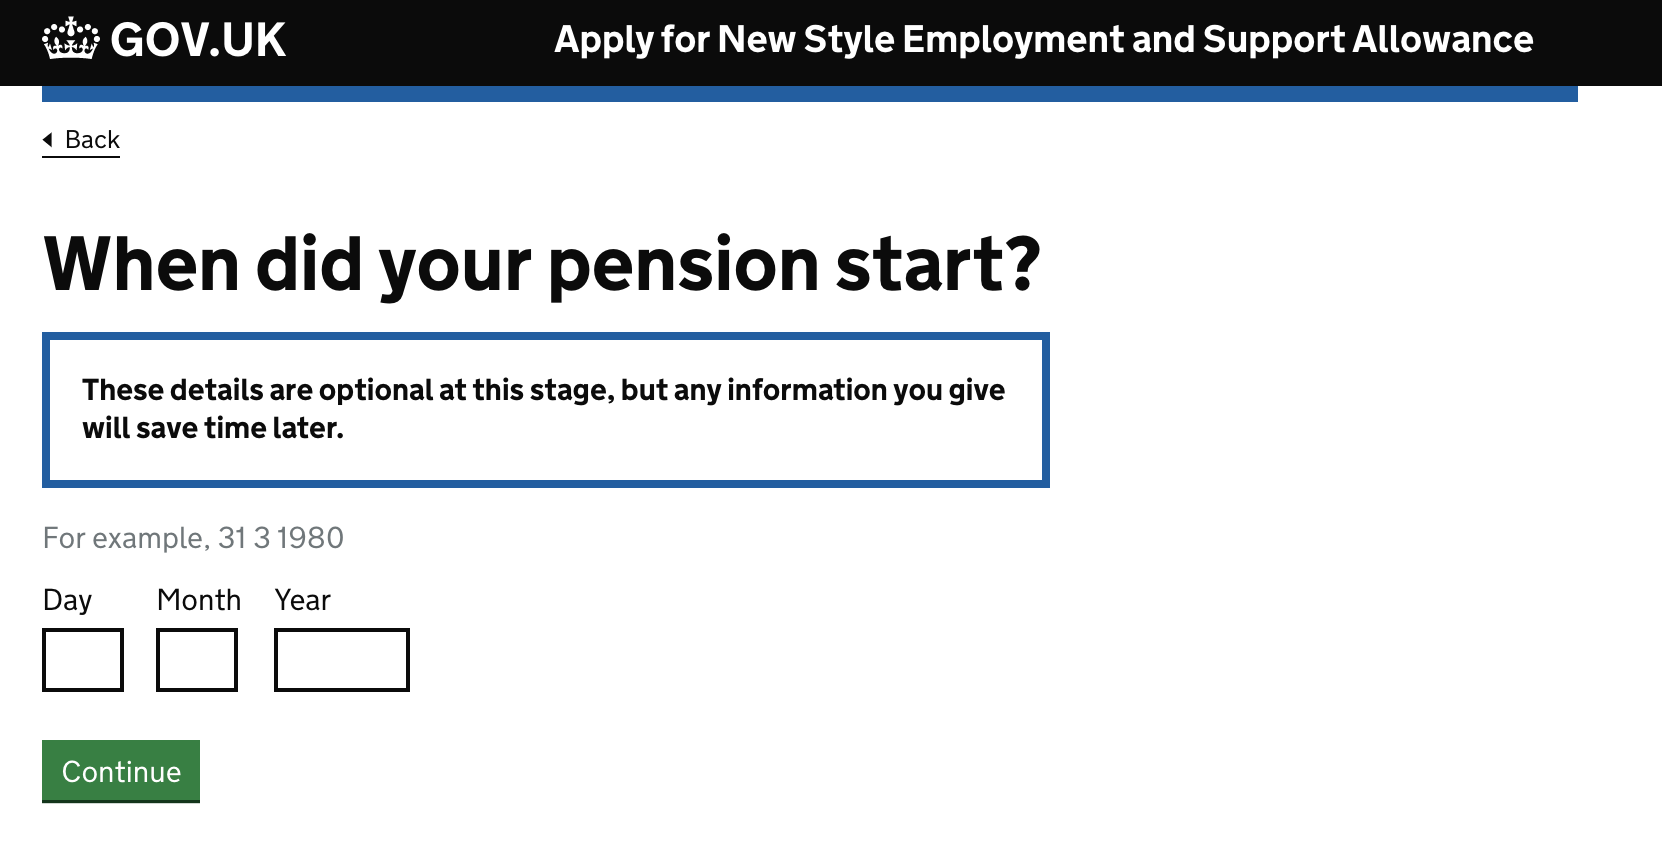 GOV.UK
Apply for New Style Employment and Support Allowance
Back
When did your pension start?
These details are optional at this stage, but any information you give
will save time later.
For example, 31 3 1980
Day Month Year
Continue